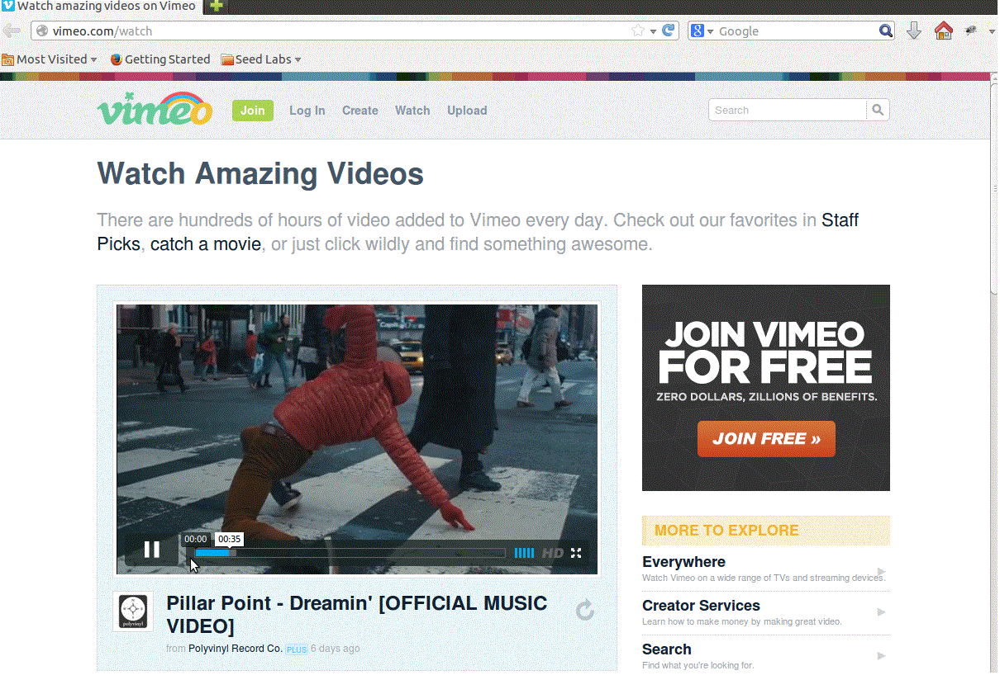 Watch amazing videos on Vimeo
vimeo.com/watch
Google
Most Visited
Getting Started
Seed Labs
vimeo
Join
Log In
Create
Watch
Upload
Search
Watch Amazing Videos
There are hundreds of hours of video added to Vimeo every day. Check out our favorites in Staff
Picks, catch a movie, or just click wildly and find something awesome.
JOIN VIMEO
FOR FREE
ZERO DOLLARS, ZILLIONS OF BENEFITS.
JOIN FREE »
00:00
00:35
HD
Pillar Point - Dreamin' [OFFICIAL MUSIC
VIDEO]
from Polyvinyl Record Co. PLUS 6 days ago
polyvinyl
MORE TO EXPLORE
Everywhere
Watch Vimeo on a wide range of TVs and streaming devices.
Creator Services
Learn how to make money by making great video.
Search
Find what you're looking for.